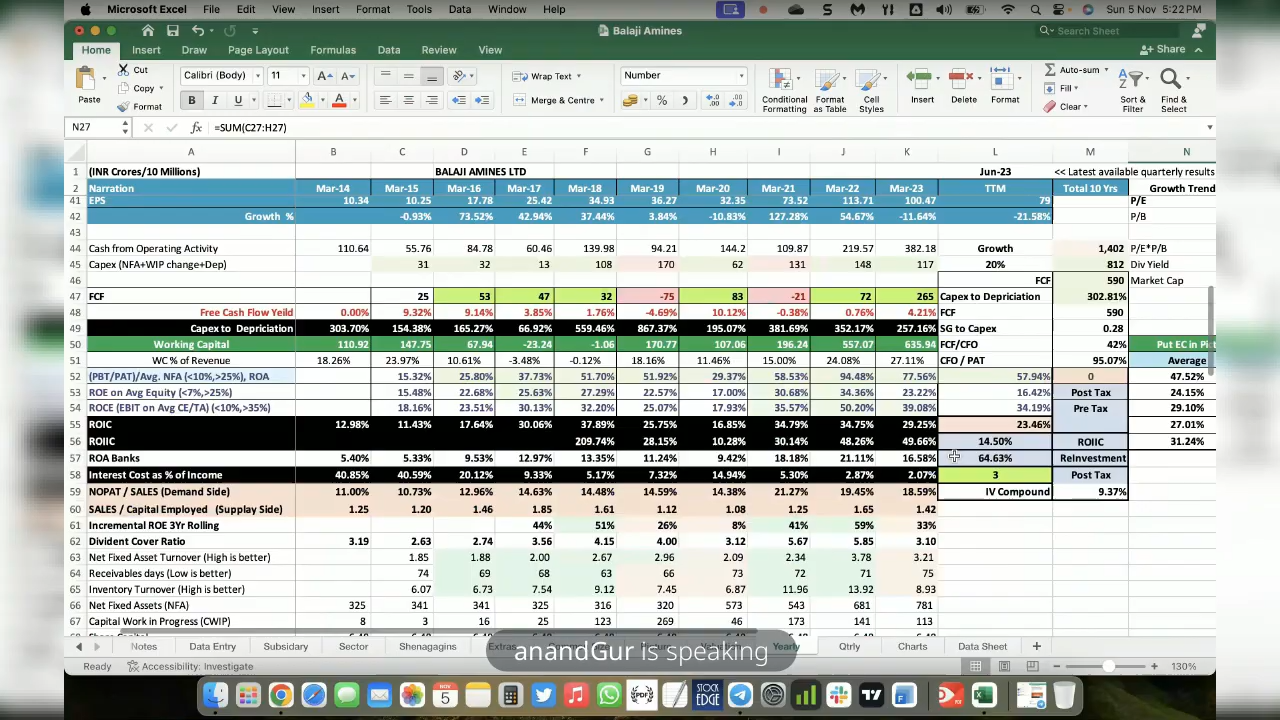 Microsoft Excel File Edit View Insert Format Tools Data Window Help Sun 5 Nov 5:22 PM
Balaji Amines Search Sheet
Home Insert Draw Page Layout Formulas Data Review View Share
Cut Calibri (Body) 11 Wrap Text Number Auto-sum
Copy Fill
Paste Format B I U Merge & Centre Conditional Formatting Format as Table Cell Styles Insert Delete Format Clear Sort & Filter Find & Select
N27 fx =SUM(C27:H27)
A B C D E F G H I J K L M N
1 (INR Crores/10 Millions) BALAJI AMINES LTD Jun-23 << Latest available quarterly results
2 Narration Mar-14 Mar-15 Mar-16 Mar-17 Mar-18 Mar-19 Mar-20 Mar-21 Mar-22 Mar-23 TTM Total 10 Yrs Growth Trend
41 EPS 10.34 10.25 17.78 25.42 34.93 36.27 32.35 73.52 113.71 100.47 79 P/E
42 Growth % -0.93% 73.52% 42.94% 37.44% 3.84% -10.83% 127.28% 54.67% -11.64% -21.58% P/B
43
44 Cash from Operating Activity 110.64 55.76 84.78 60.46 139.98 94.21 144.2 109.87 219.57 382.18 Growth 1,402 P/E*P/B
45 Capex (NFA+WIP change+Dep) 31 32 13 108 170 62 131 148 117 20% 812 Div Yield
46 FCF 590 Market Cap
47 FCF 25 53 47 32 -75 83 -21 72 265 Capex to Depreciation 302.81%
48 Free Cash Flow Yeild 0.00% 9.32% 9.14% 3.85% 1.76% -4.69% 10.12% -0.38% 0.76% 4.21% FCF 590
49 Capex to Depriciation 303.70% 154.38% 165.27% 66.92% 559.46% 867.37% 195.07% 381.69% 352.17% 257.16% SG to Capex 0.28
50 Working Capital 110.92 147.75 67.94 -23.24 -1.06 170.77 107.06 196.24 557.07 635.94 FCF/CFO 42% Put EC in Pi
51 WC % of Revenue 18.26% 23.97% 10.61% -3.48% -0.12% 18.16% 11.46% 15.00% 24.08% 27.11% CFO / PAT 95.07% Average
52 (PBT/PAT)/Avg. NFA (<10%,>25%), ROA 15.32% 25.80% 37.73% 51.70% 51.92% 29.37% 58.53% 94.48% 77.56% 57.94% 0 47.52%
53 ROE on Avg Equity (<7%,>25%) 15.48% 22.68% 25.63% 27.29% 22.57% 17.00% 30.68% 34.36% 23.22% 16.42% Post Tax 24.15%
54 ROCE (EBIT on Avg CE/TA) (<10%,>35%) 18.16% 23.51% 30.13% 32.20% 25.07% 17.93% 35.57% 50.20% 39.08% 34.19% Pre Tax 29.10%
55 ROIC 12.98% 11.43% 17.64% 30.06% 37.89% 25.75% 16.85% 34.79% 34.75% 29.25% 23.46% 27.01%
56 ROIIC 209.74% 28.15% 10.28% 30.14% 48.26% 49.66% 14.50% ROIIC 31.24%
57 ROA Banks 5.40% 5.33% 9.53% 12.97% 13.35% 11.24% 9.42% 18.18% 21.11% 16.58% 64.63% ReInvestment
58 Interest Cost as % of Income 40.85% 40.59% 20.12% 9.33% 5.17% 7.32% 14.94% 5.30% 2.87% 2.07% 3 Post Tax
59 NOPAT / SALES (Demand Side) 11.00% 10.73% 12.96% 14.63% 14.48% 14.59% 14.38% 21.27% 19.45% 18.59% IV Compound 9.37%
60 SALES / Capital Employed (Supplay Side) 1.25 1.20 1.46 1.85 1.61 1.12 1.08 1.25 1.65 1.42
61 Incremental ROE 3Yr Rolling 44% 51% 26% 8% 41% 59% 33%
62 Divident Cover Ratio 3.19 2.63 2.74 3.56 4.15 4.00 3.12 5.67 5.85 3.10
63 Net Fixed Asset Turnover (High is better) 1.85 1.88 2.00 2.67 2.96 2.09 2.34 3.78 3.21
64 Receivables days (Low is better) 74 69 68 63 66 73 72 71 75
65 Inventory Turnover (High is better) 6.07 6.73 7.54 9.12 7.45 6.87 11.96 13.92 8.93
66 Net Fixed Assets (NFA) 325 341 341 325 316 320 573 543 681 781
67 Capital Work in Progress (CWIP) 8 3 16 25 123 269 46 173 141 113
Notes Data Entry Subsidary Sector Shenagagins Extras Yearly Qtrly Charts Data Sheet
anandGur is speaking
Ready Accessibility: Investigate 130%